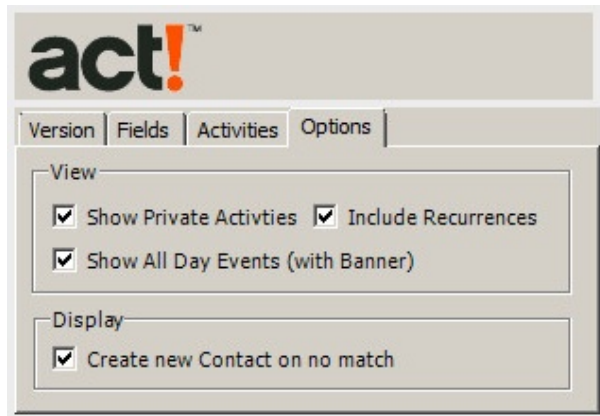 act!™
Version Fields Activities Options
View
Show Private Activties Include Recurrences
Show All Day Events (with Banner)
Display
Create new Contact on no match